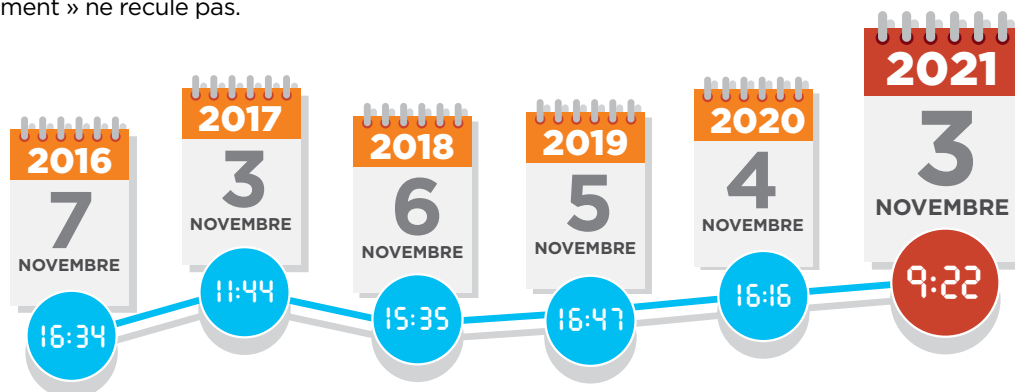 ment » ne recule pas.
2016
7
NOVEMBRE
16:34
2017
3
NOVEMBRE
11:44
2018
6
NOVEMBRE
15:35
2019
5
NOVEMBRE
16:47
2020
4
NOVEMBRE
16:16
2021
3
NOVEMBRE
9:22